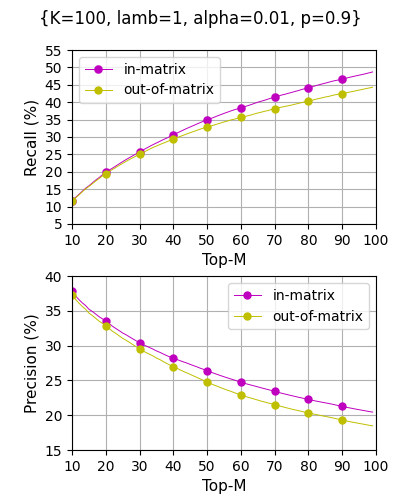 {K=100, lamb=1, alpha=0.01, p=0.9}
55
50
45
40
35
30
25
20
15
10
5
Recall (%)
in-matrix
out-of-matrix
10 20 30 40 50 60 70 80 90 100
Top-M
40
35
30
25
20
15
Precision (%)
in-matrix
out-of-matrix
10 20 30 40 50 60 70 80 90 100
Top-M